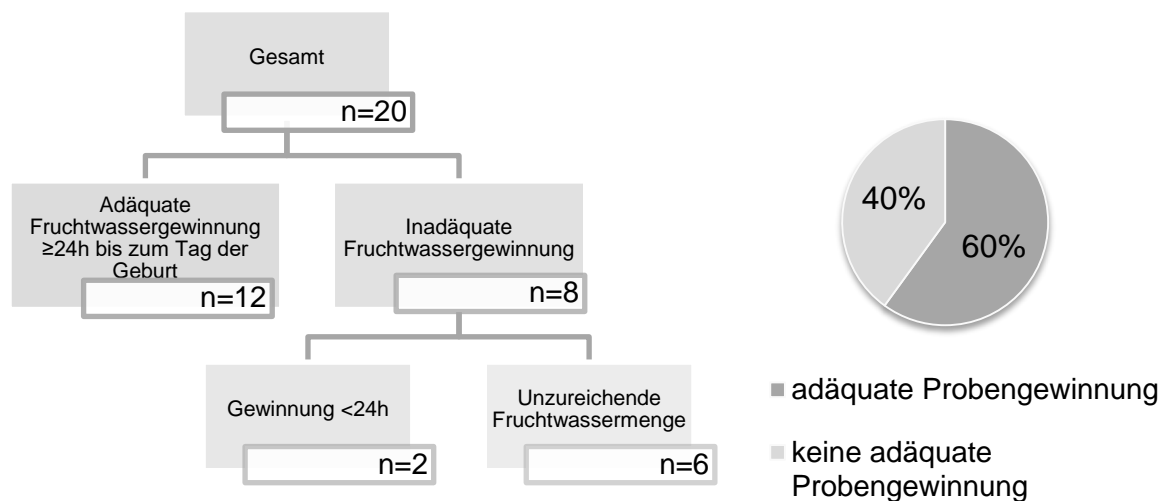 Gesamt
n=20
Adäquate
Fruchtwassergewinnung
≥24h bis zum Tag der
Geburt
n=12
Inadäquate
Fruchtwassergewinnung
n=8
Gewinnung <24h
n=2
Unzureichende
Fruchtwassermenge
n=6
40%
60%
adäquate Probengewinnung
keine adäquate
Probengewinnung